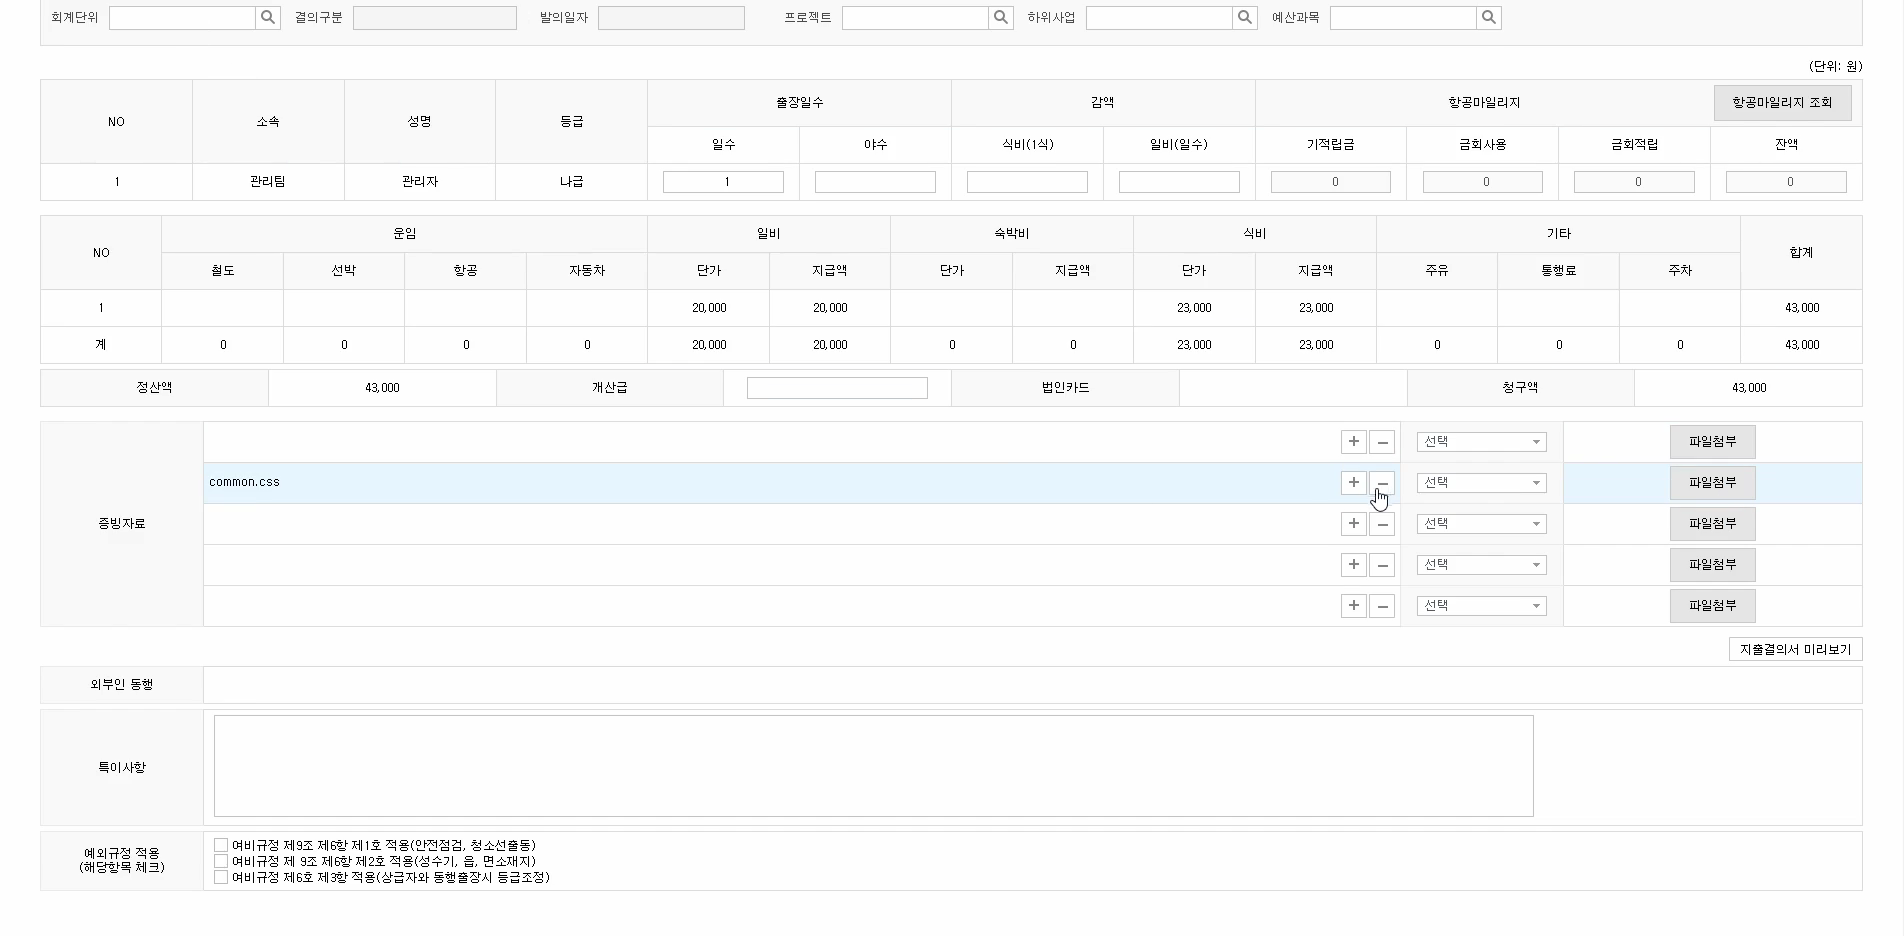 회계단위 결의구분 발의일자 프로젝트 하위사업 예산과목
(단위: 원)
NO 소속 성명 등급 출장일수 감액 항공마일리지 항공마일리지 조회
일수 야수 식비(1식) 일비(일수) 기적립금 금회사용 금회적립 잔액
1 관리팀 관리자 나급 1 0 0 0 0
NO 운임 일비 숙박비 식비 기타 합계
철도 선박 항공 자동차 단가 지급액 단가 지급액 단가 지급액 주유 통행료 주차
1 20,000 20,000 23,000 23,000 43,000
계 0 0 0 0 20,000 20,000 0 0 23,000 23,000 0 0 0 43,000
정산액 43,000 개산급 법인카드 청구액 43,000
증빙자료
+ − 선택 파일첨부
common.css + − 선택 파일첨부
+ − 선택 파일첨부
+ − 선택 파일첨부
+ − 선택 파일첨부
지출결의서 미리보기
외부인 동행
특이사항
예외규정 적용
(해당항목 체크)
여비규정 제9조 제6항 제1호 적용(안전점검, 청소선출동)
여비규정 제 9조 제6항 제2호 적용(성수기, 읍, 면소재지)
여비규정 제6호 제3항 적용(상급자와 동행출장시 등급조정)